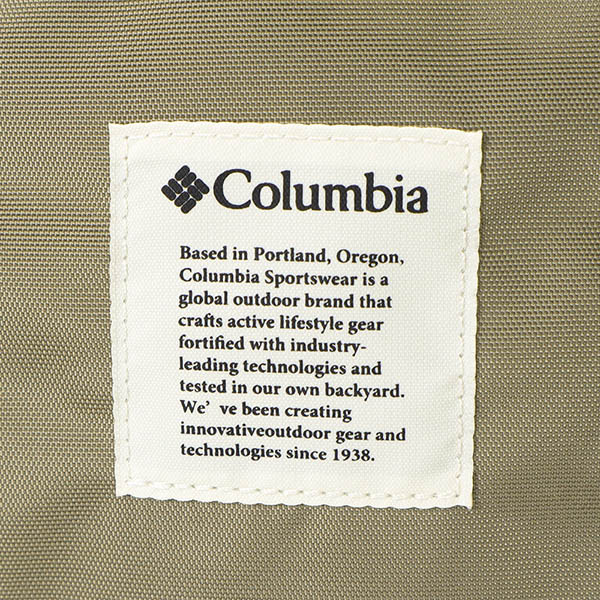 Columbia
Based in Portland, Oregon,
Columbia Sportswear is a
global outdoor brand that
crafts active lifestyle gear
fortified with industry-
leading technologies and
tested in our own backyard.
We’ ve been creating
innovativeoutdoor gear and
technologies since 1938.